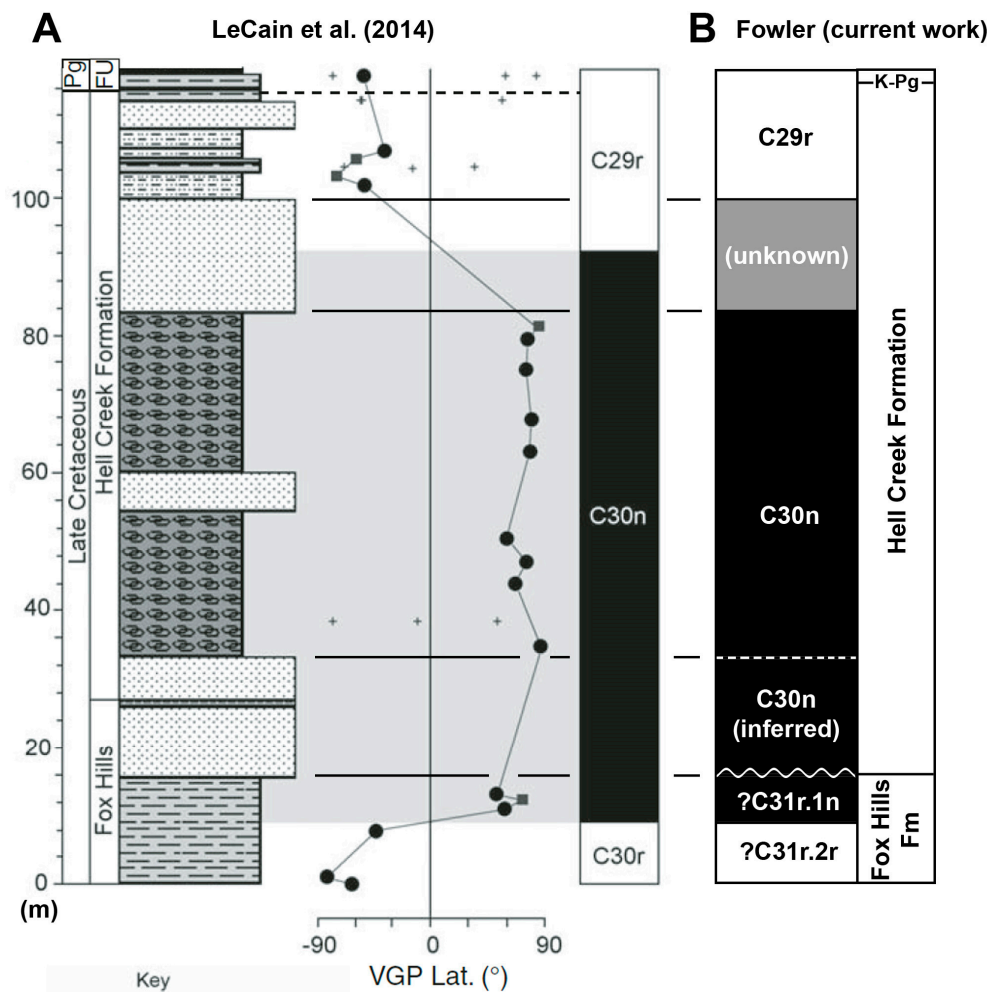 A LeCain et al. (2014)
B Fowler (current work)
Pg FU
K-Pg
C29r
C29r
100
(unknown)
80
Late Cretaceous
Hell Creek Formation
Hell Creek Formation
60
C30n
C30n
40
C30n
(inferred)
20
Fox Hills
?C31r.1n
Fox Hills
Fm
C30r
?C31r.2r
0
(m)
-90 0 90
VGP Lat. (°)
Key